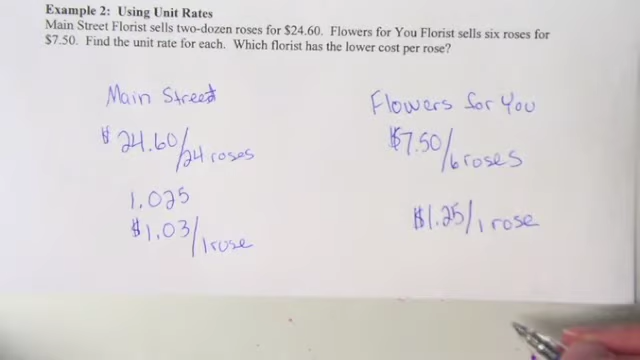 Example 2: Using Unit Rates
Main Street Florist sells two-dozen roses for $24.60. Flowers for You Florist sells six roses for
$7.50. Find the unit rate for each. Which florist has the lower cost per rose?
Main Street
$24.60/24 roses
1.025
$1.03/1 rose
Flowers for You
$7.50/6 roses
$1.25/1 rose